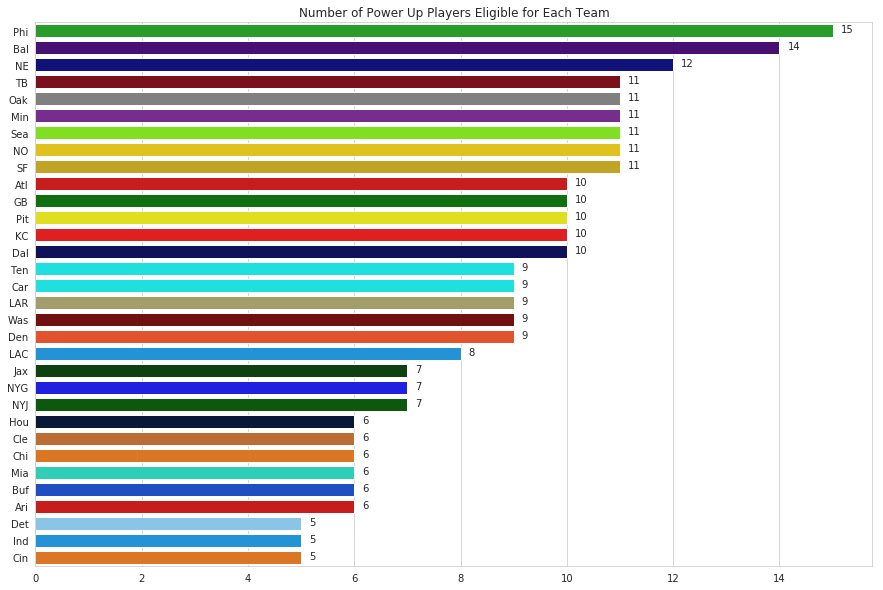 Number of Power Up Players Eligible for Each Team
Phi 15
Bal 14
NE 12
TB 11
Oak 11
Min 11
Sea 11
NO 11
SF 11
Atl 10
GB 10
Pit 10
KC 10
Dal 10
Ten 9
Car 9
LAR 9
Was 9
Den 9
LAC 8
Jax 7
NYG 7
NYJ 7
Hou 6
Cle 6
Chi 6
Mia 6
Buf 6
Ari 6
Det 5
Ind 5
Cin 5
0 2 4 6 8 10 12 14